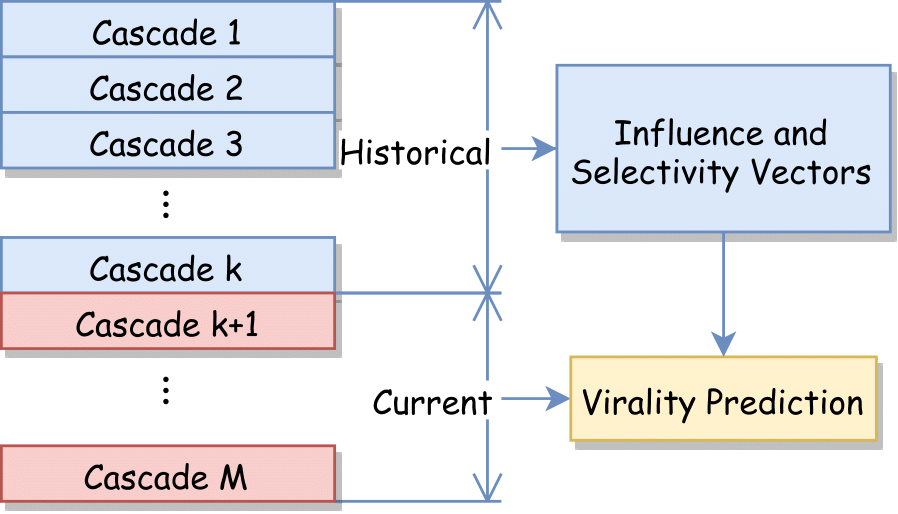 Cascade 1
Cascade 2
Cascade 3
Historical
Influence and
Selectivity Vectors
⋮
Cascade k
Cascade k+1
⋮
Current
Virality Prediction
Cascade M